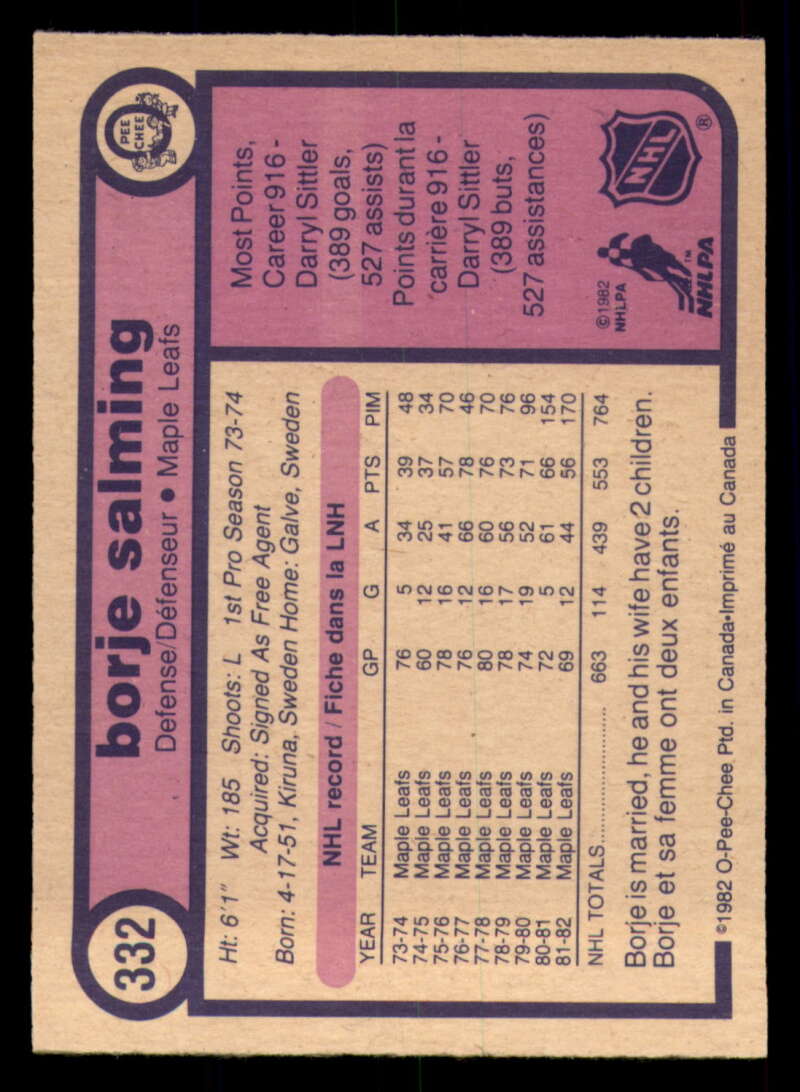 332
O
PEE
CHEE
borje salming
Defense/Défenseur • Maple Leafs
Ht: 6'1" Wt: 185 Shoots: L 1st Pro Season 73-74
Acquired: Signed As Free Agent
Born: 4-17-51, Kiruna, Sweden Home: Galve, Sweden
NHL record / Fiche dans la LNH
YEAR TEAM GP G A PTS PIM
73-74 Maple Leafs 76 5 34 39 48
74-75 Maple Leafs 60 12 25 37 34
75-76 Maple Leafs 78 16 41 57 70
76-77 Maple Leafs 76 12 66 78 46
77-78 Maple Leafs 80 16 60 76 70
78-79 Maple Leafs 78 17 56 73 76
79-80 Maple Leafs 74 19 52 71 96
80-81 Maple Leafs 72 5 61 66 154
81-82 Maple Leafs 69 12 44 56 170
NHL TOTALS.................... 663 114 439 553 764
Borje is married, he and his wife have 2 children.
Borje et sa femme ont deux enfants.
©1982 O-Pee-Chee Ptd. in Canada•Imprimé au Canada
Most Points,
Career 916 -
Darryl Sittler
(389 goals,
527 assists)
Points durant la
carrière 916 -
Darryl Sittler
(389 buts,
527 assistances)
©1982
NHLPA
™
NHLPA
NHL
®